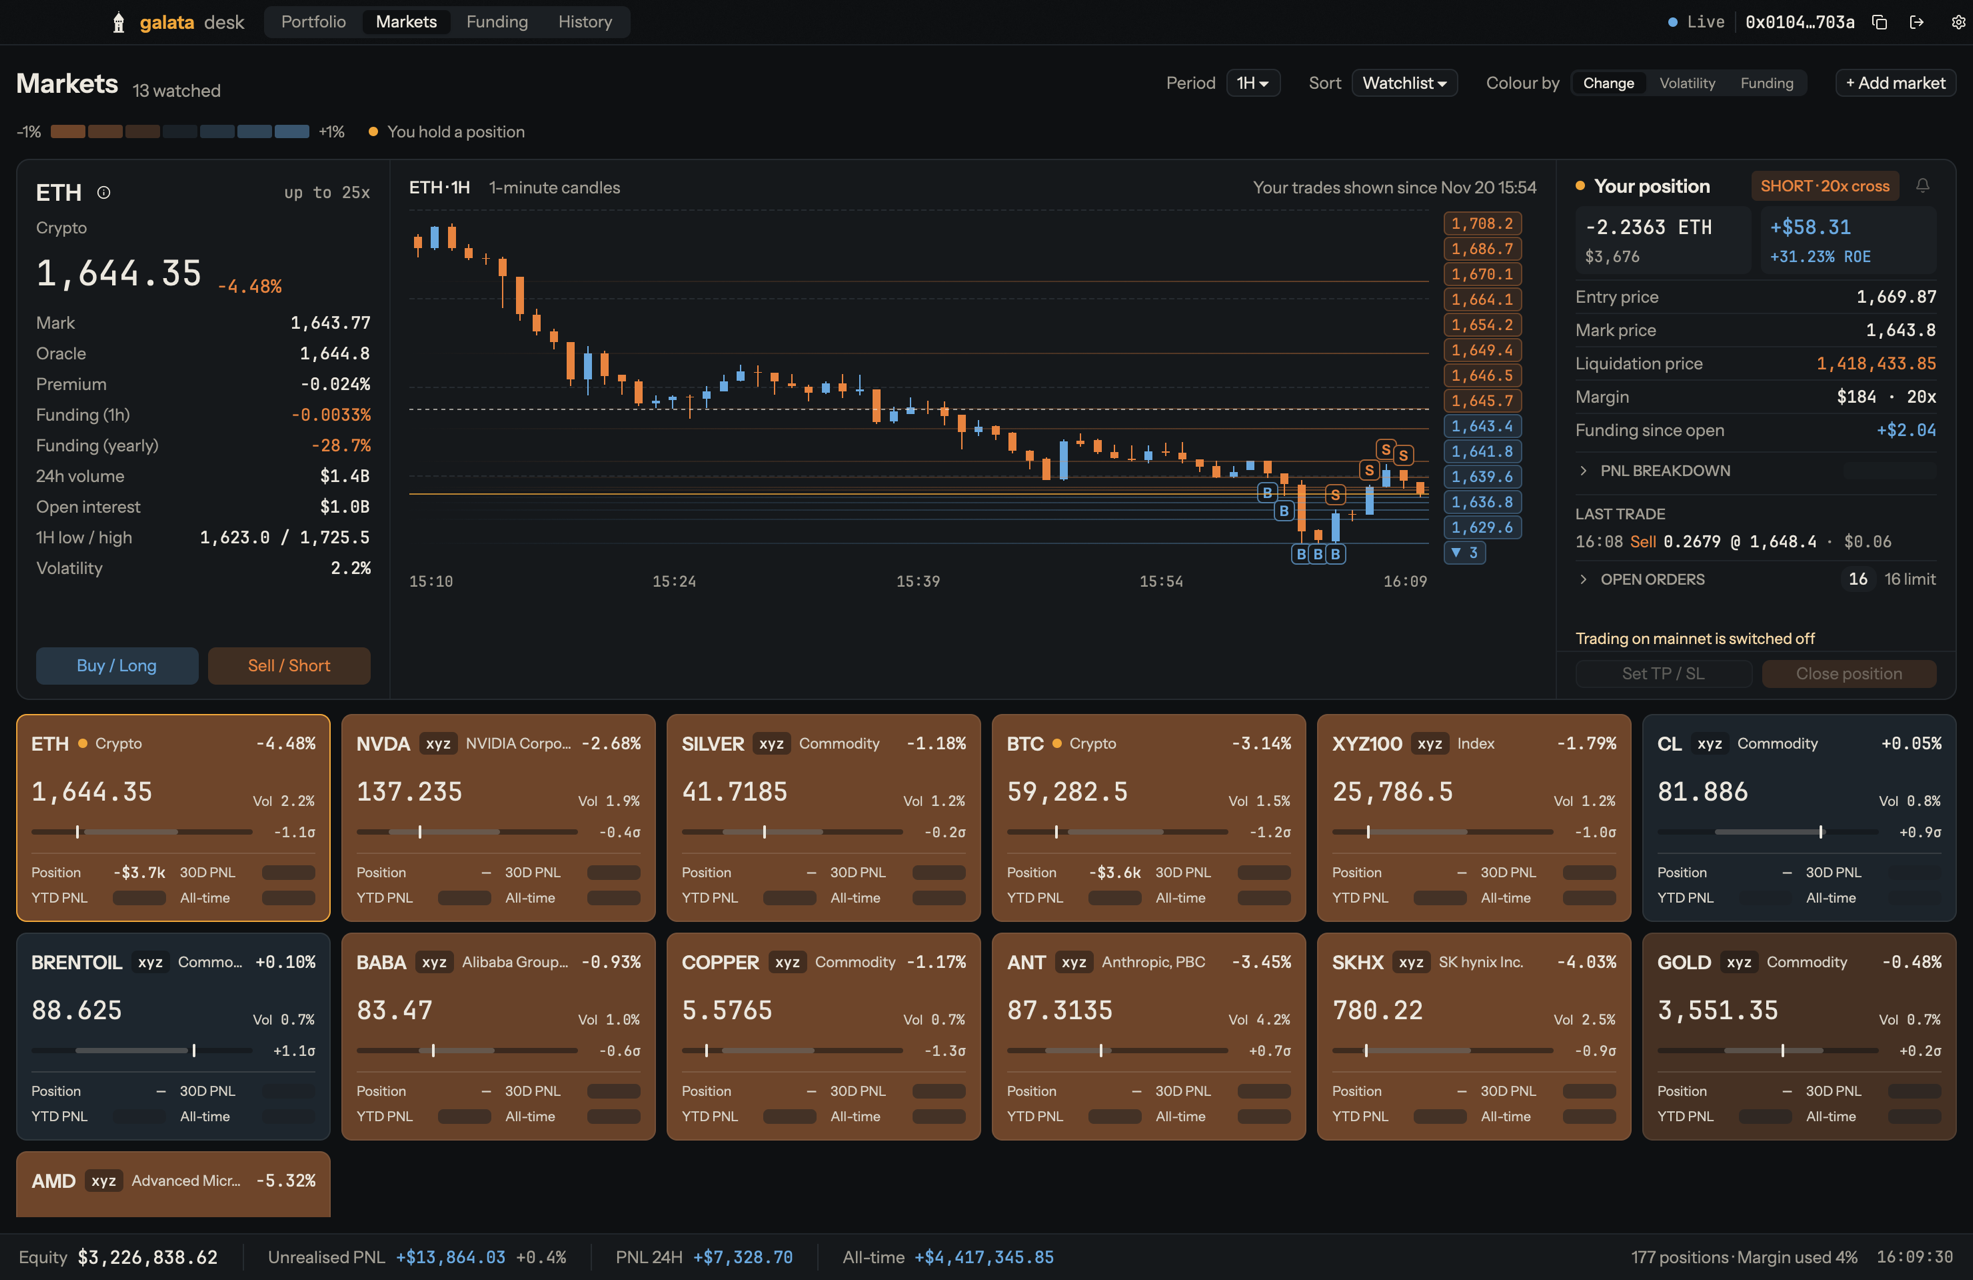 galata desk Portfolio Markets Funding History Live 0x0104…703a
Markets 13 watched Period 1H Sort Watchlist Colour by Change Volatility Funding + Add market
-1% +1% You hold a position
ETH up to 25x
Crypto
1,644.35 -4.48%
Mark 1,643.77
Oracle 1,644.8
Premium -0.024%
Funding (1h) -0.0033%
Funding (yearly) -28.7%
24h volume $1.4B
Open interest $1.0B
1H low / high 1,623.0 / 1,725.5
Volatility 2.2%
Buy / Long Sell / Short
ETH·1H 1-minute candles Your trades shown since Nov 20 15:54
1,708.2
1,686.7
1,670.1
1,664.1
1,654.2
1,649.4
1,646.5
1,645.7
1,643.4
1,641.8
1,639.6
1,636.8
1,629.6
▼ 3
S S
S
B S
B
B B B
15:10 15:24 15:39 15:54 16:09
Your position SHORT·20x cross
-2.2363 ETH +$58.31
$3,676 +31.23% ROE
Entry price 1,669.87
Mark price 1,643.8
Liquidation price 1,418,433.85
Margin $184 · 20x
Funding since open +$2.04
PNL BREAKDOWN
LAST TRADE
16:08 Sell 0.2679 @ 1,648.4 · $0.06
OPEN ORDERS 16 16 limit
Trading on mainnet is switched off
Set TP / SL Close position
ETH Crypto -4.48%
1,644.35 Vol 2.2%
-1.1σ
Position -$3.7k 30D PNL
YTD PNL All-time
NVDA xyz NVIDIA Corpo... -2.68%
137.235 Vol 1.9%
-0.4σ
Position — 30D PNL
YTD PNL All-time
SILVER xyz Commodity -1.18%
41.7185 Vol 1.2%
-0.2σ
Position — 30D PNL
YTD PNL All-time
BTC Crypto -3.14%
59,282.5 Vol 1.5%
-1.2σ
Position -$3.6k 30D PNL
YTD PNL All-time
XYZ100 xyz Index -1.79%
25,786.5 Vol 1.2%
-1.0σ
Position — 30D PNL
YTD PNL All-time
CL xyz Commodity +0.05%
81.886 Vol 0.8%
+0.9σ
Position — 30D PNL
YTD PNL All-time
BRENTOIL xyz Commo... +0.10%
88.625 Vol 0.7%
+1.1σ
Position — 30D PNL
YTD PNL All-time
BABA xyz Alibaba Group... -0.93%
83.47 Vol 1.0%
-0.6σ
Position — 30D PNL
YTD PNL All-time
COPPER xyz Commodity -1.17%
5.5765 Vol 0.7%
-1.3σ
Position — 30D PNL
YTD PNL All-time
ANT xyz Anthropic, PBC -3.45%
87.3135 Vol 4.2%
+0.7σ
Position — 30D PNL
YTD PNL All-time
SKHX xyz SK hynix Inc. -4.03%
780.22 Vol 2.5%
-0.9σ
Position — 30D PNL
YTD PNL All-time
GOLD xyz Commodity -0.48%
3,551.35 Vol 0.7%
+0.2σ
Position — 30D PNL
YTD PNL All-time
AMD xyz Advanced Micr... -5.32%
Equity $3,226,838.62 Unrealised PNL +$13,864.03 +0.4% PNL 24H +$7,328.70 All-time +$4,417,345.85 177 positions·Margin used 4% 16:09:30